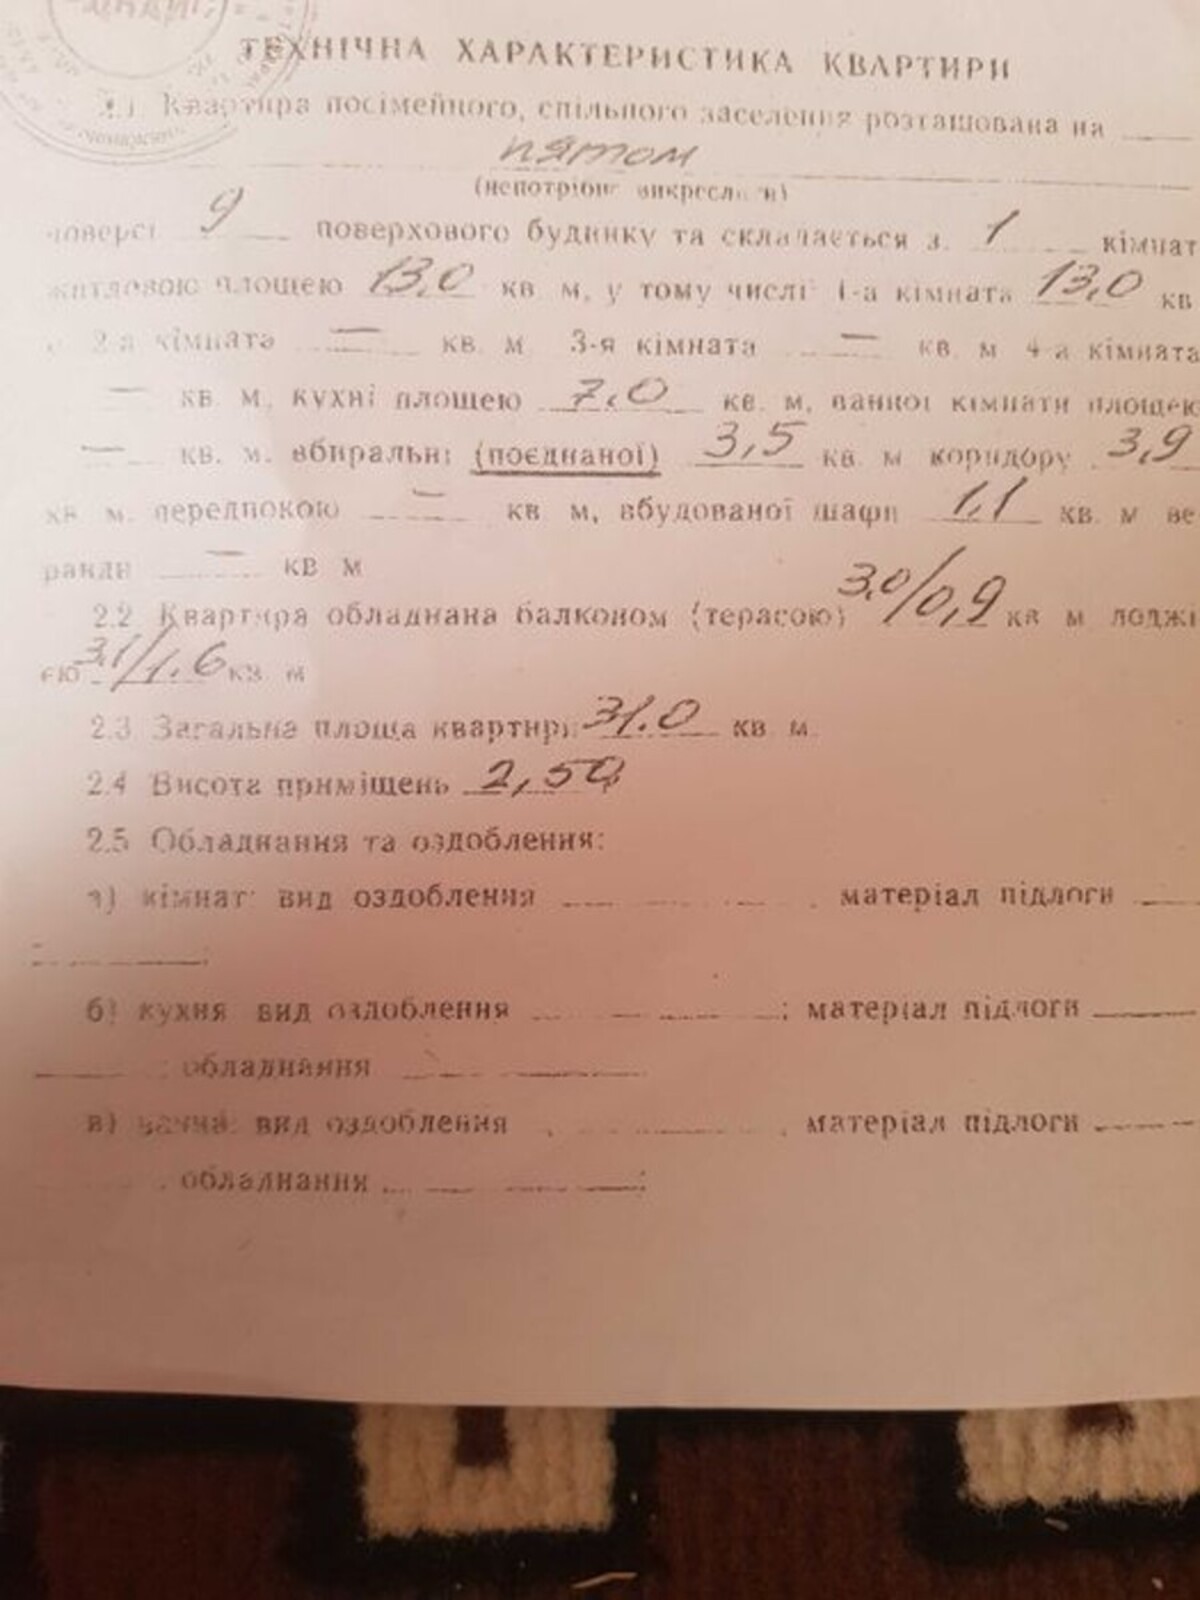 ТЕХНІЧНА ХАРАКТЕРИСТИКА КВАРТИРИ
Квартира посімейного, спільного заселення розташована на
пятом
(непотрібне викреслити)
поверсі 9 поверхового будинку та складається з 1 кімнат
житловою площею 13,0 кв м, у тому числі 1-а кімната 13,0 кв
2-а кімната — кв. м 3-я кімната — кв. м 4-а кімната
— кв. м, кухні площею 7,0 кв. м, ванної кімнати площею
— кв. м. вбиральні (поєднаної) 3,5 кв. м коридору 3,9
кв. м. передпокою — кв м, вбудованої шафи 1,1 кв. м ве
ранди — кв м
2.2 Квартира обладнана балконом (терасою) 3,0/0,9 кв м лоджі
єю 3,1/1.6 кв. м
2.3 Загальна площа квартири 31.0 кв м.
2.4 Висота приміщень 2,50
2.5 Обладнання та оздоблення:
а) кімнат: вид оздоблення матеріал підлоги
б) кухня вид оздоблення ; матеріал підлоги
обладнання
в) ванна: вид оздоблення матеріал підлоги
обладнання